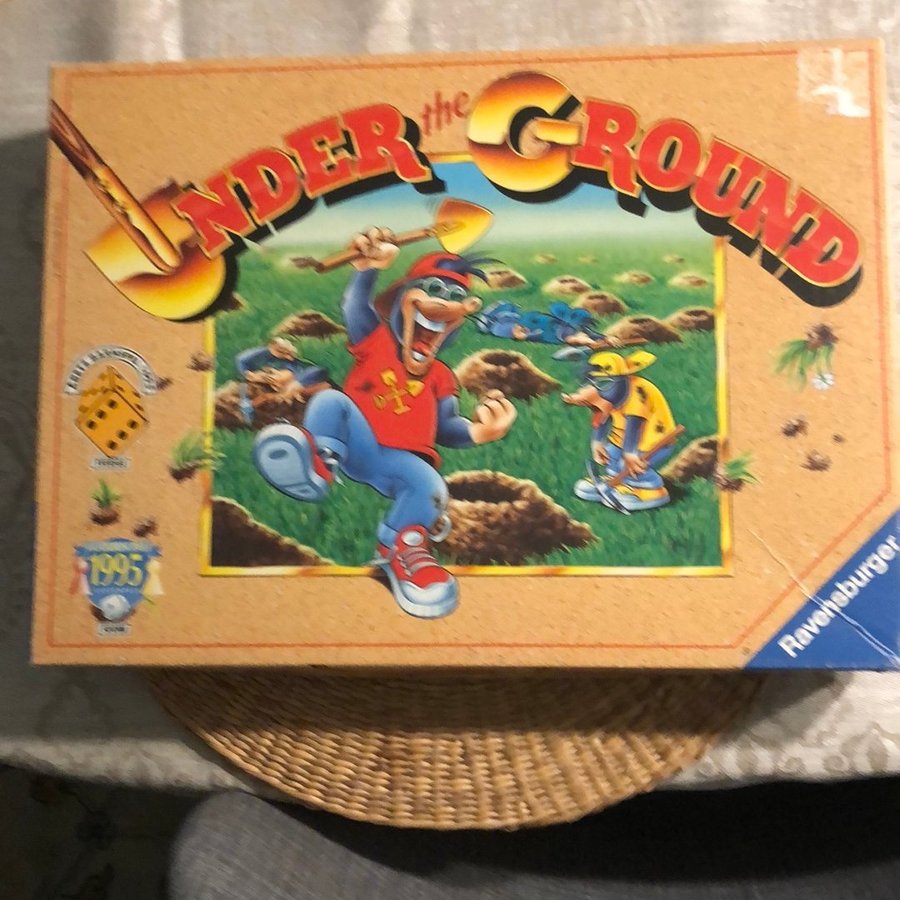 UNDER the GROUND
1995
Ravensburger